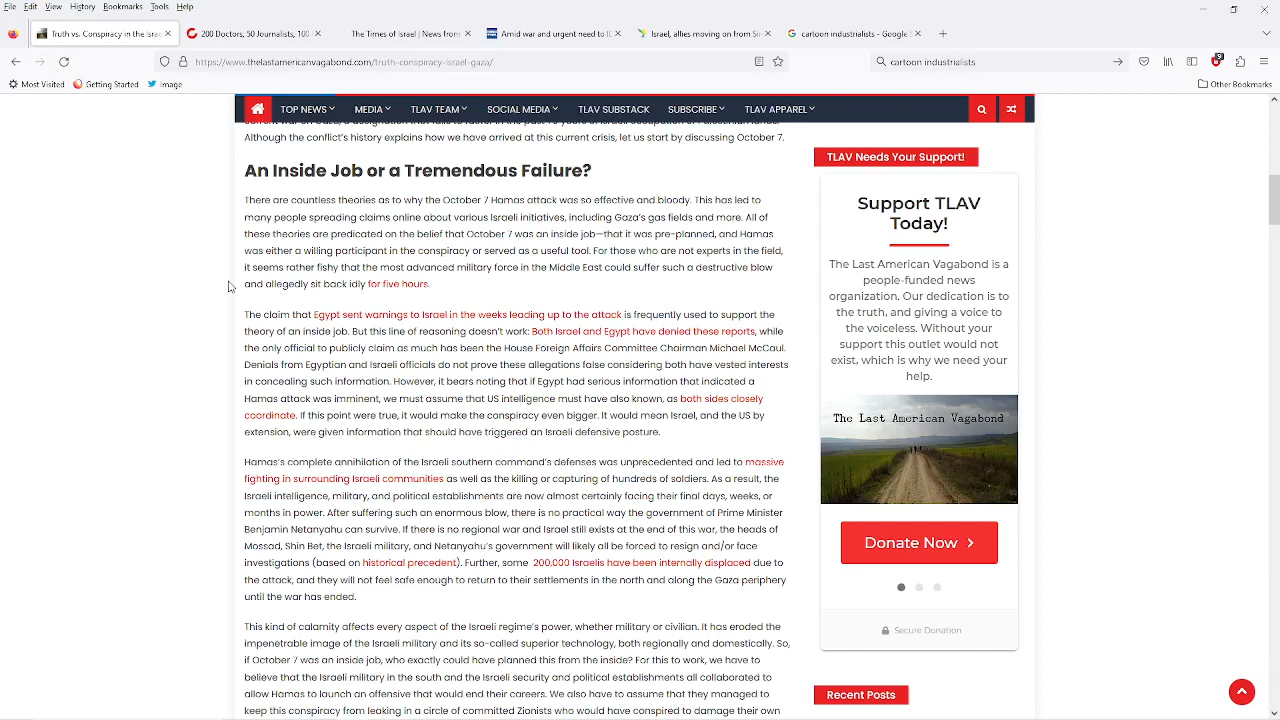 File Edit View History Bookmarks Tools Help
Truth vs. Conspiracy in the Israe
200 Doctors, 50 Journalists, 100
The Times of Israel | News from
Amid war and urgent need to ID
Israel, allies moving on from Sin
cartoon industrialists - Google S
https://www.thelastamericanvagabond.com/truth-conspiracy-israel-gaza/
cartoon industrialists
Most Visited Getting Started Image Other Bookmarks
TOP NEWS MEDIA TLAV TEAM SOCIAL MEDIA TLAV SUBSTACK SUBSCRIBE TLAV APPAREL
Although the conflict's history explains how we have arrived at this current crisis, let us start by discussing October 7.
An Inside Job or a Tremendous Failure?
There are countless theories as to why the October 7 Hamas attack was so effective and bloody. This has led to
many people spreading claims online about various Israeli initiatives, including Gaza's gas fields and more. All of
these theories are predicated on the belief that October 7 was an inside job—that it was pre-planned, and Hamas
was either a willing participant in the conspiracy or served as a useful tool. For those who are not experts in the field,
it seems rather fishy that the most advanced military force in the Middle East could suffer such a destructive blow
and allegedly sit back idly for five hours.
The claim that Egypt sent warnings to Israel in the weeks leading up to the attack is frequently used to support the
theory of an inside job. But this line of reasoning doesn't work: Both Israel and Egypt have denied these reports, while
the only official to publicly claim as much has been the House Foreign Affairs Committee Chairman Michael McCaul.
Denials from Egyptian and Israeli officials do not prove these allegations false considering both have vested interests
in concealing such information. However, it bears noting that if Egypt had serious information that indicated a
Hamas attack was imminent, we must assume that US intelligence must have also known, as both sides closely
coordinate. If this point were true, it would make the conspiracy even bigger. It would mean Israel, and the US by
extension, were given information that should have triggered an Israeli defensive posture.
Hamas's complete annihilation of the Israeli southern command's defenses was unprecedented and led to massive
fighting in surrounding Israeli communities as well as the killing or capturing of hundreds of soldiers. As a result, the
Israeli intelligence, military, and political establishments are now almost certainly facing their final days, weeks, or
months in power. After suffering such an enormous blow, there is no practical way the government of Prime Minister
Benjamin Netanyahu can survive. If there is no regional war and Israel still exists at the end of this war, the heads of
Mossad, Shin Bet, the Israeli military, and Netanyahu's government will likely all be forced to resign and/or face
investigations (based on historical precedent). Further, some 200,000 Israelis have been internally displaced due to
the attack, and they will not feel safe enough to return to their settlements in the north and along the Gaza periphery
until the war has ended.
This kind of calamity affects every aspect of the Israeli regime's power, whether military or civilian. It has eroded the
impenetrable image of the Israeli military and its so-called superior technology, both regionally and domestically. So,
if October 7 was an inside job, who exactly could have planned this from the inside? For this to work, we have to
believe that the Israeli military in the south and the Israeli security and political establishments all collaborated to
allow Hamas to launch an offensive that would end their careers. We also have to assume that they managed to
keep this conspiracy from leaking in a circle of committed Zionists who would have conspired to damage their own
TLAV Needs Your Support!
Support TLAV
Today!
The Last American Vagabond is a
people-funded news
organization. Our dedication is to
the truth, and giving a voice to
the voiceless. Without your
support this outlet would not
exist, which is why we need your
help.
The Last American Vagabond
Donate Now
Secure Donation
Recent Posts